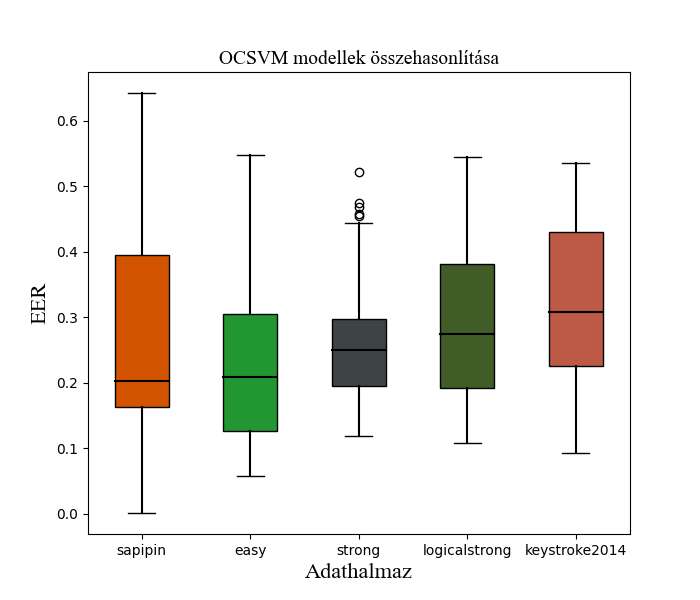 OCSVM modellek összehasonlítása
EER
0.6
0.5
0.4
0.3
0.2
0.1
0.0
sapipin easy strong logicalstrong keystroke2014
Adathalmaz